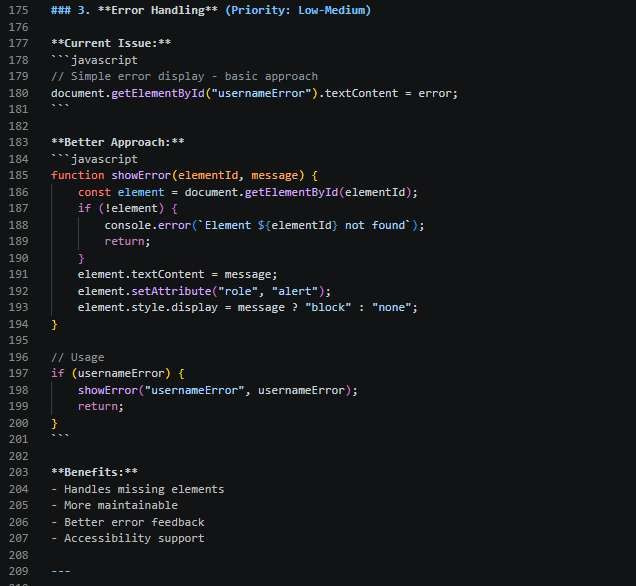 175 ### 3. **Error Handling** (Priority: Low-Medium)
176
177 **Current Issue:**
178 ```javascript
179 // Simple error display - basic approach
180 document.getElementById("usernameError").textContent = error;
181 ```
182
183 **Better Approach:**
184 ```javascript
185 function showError(elementId, message) {
186     const element = document.getElementById(elementId);
187     if (!element) {
188         console.error(`Element ${elementId} not found`);
189         return;
190     }
191     element.textContent = message;
192     element.setAttribute("role", "alert");
193     element.style.display = message ? "block" : "none";
194 }
195
196 // Usage
197 if (usernameError) {
198     showError("usernameError", usernameError);
199     return;
200 }
201 ```
202
203 **Benefits:**
204 - Handles missing elements
205 - More maintainable
206 - Better error feedback
207 - Accessibility support
208
209 ---